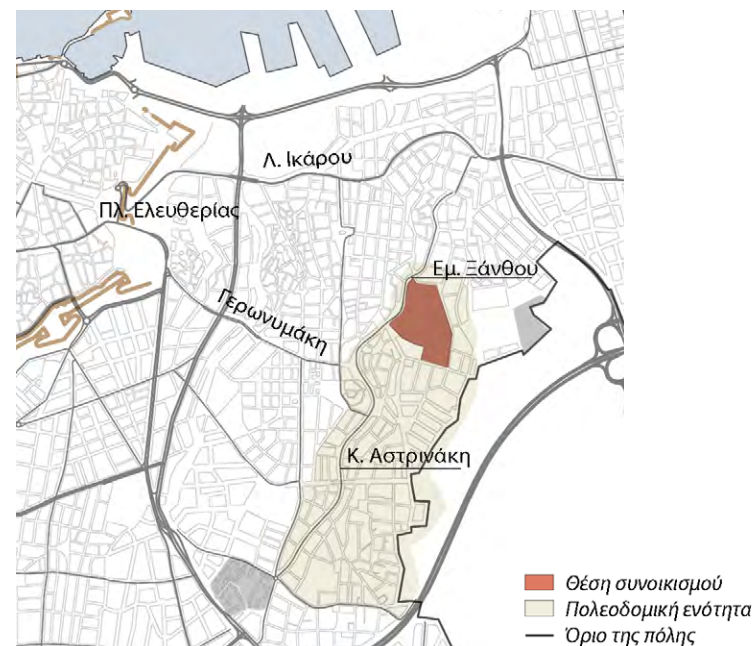 Λ. Ικάρου
Πλ. Ελευθερίας
Εμ. Ξάνθου
Γερωνυμάκη
Κ. Αστρινάκη
Θέση συνοικισμού
Πολεοδομική ενότητα
Όριο της πόλης